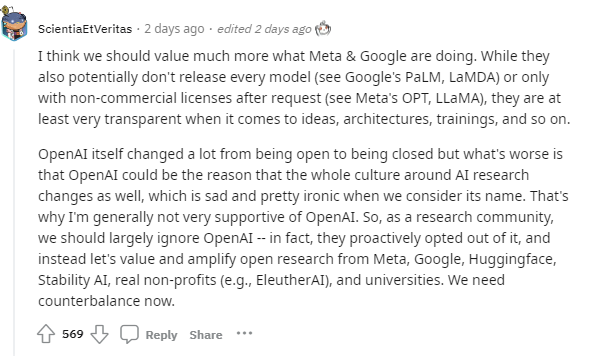 ScientiaEtVeritas · 2 days ago · edited 2 days ago
I think we should value much more what Meta & Google are doing. While they
also potentially don't release every model (see Google's PaLM, LaMDA) or only
with non-commercial licenses after request (see Meta's OPT, LLaMA), they are at
least very transparent when it comes to ideas, architectures, trainings, and so on.
OpenAI itself changed a lot from being open to being closed but what's worse is
that OpenAI could be the reason that the whole culture around AI research
changes as well, which is sad and pretty ironic when we consider its name. That's
why I'm generally not very supportive of OpenAI. So, as a research community,
we should largely ignore OpenAI -- in fact, they proactively opted out of it, and
instead let's value and amplify open research from Meta, Google, Huggingface,
Stability AI, real non-profits (e.g., EleutherAI), and universities. We need
counterbalance now.
569 Reply Share ···